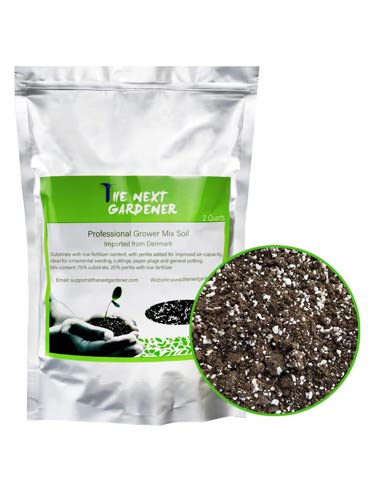 THE NEXT
GARDENER
2 Quarts
Professional Grower Mix Soil
Imported from Denmark
Substrate with low fertilizer content, with perlite added for improved air-capacity,
Ideal for ornamental seeding, cuttings, paper-plugs and general potting.
Mix content: 75% substrate, 25% perlite with low fertilizer
Email: support@thenextgardener.com Website:www.thenextgarde